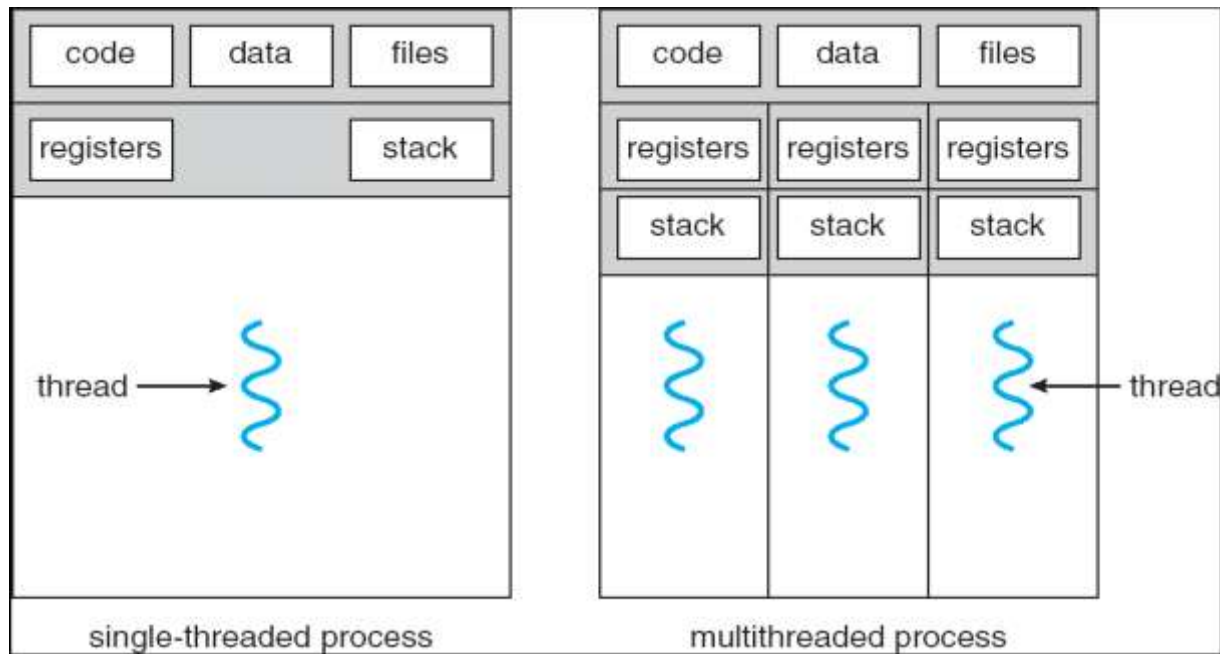 code data files code data files
registers stack registers registers registers
stack stack stack
thread thread
single-threaded process multithreaded process